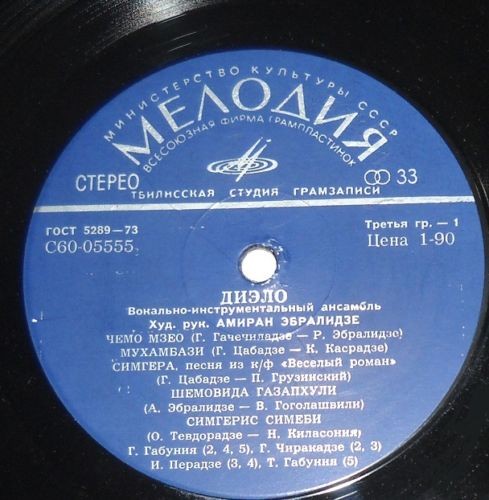 МИНИСТЕРСТВО КУЛЬТУРЫ СССР
МЕЛОДИЯ
ВСЕСОЮЗНАЯ ФИРМА ГРАМПЛАСТИНОК
СТЕРЕО
33
ТБИЛИССКАЯ СТУДИЯ ГРАМЗАПИСИ
ГОСТ 5289—73
Третья гр. — 1
С60-05555
Цена 1-90
ДИЭЛО
Вокально-инструментальный ансамбль
Худ. рук. АМИРАН ЭБРАЛИДЗЕ
ЧЕМО МЗЕО (Г. Гачечиладзе — Р. Эбралидзе)
МУХАМБАЗИ (Г. Цабадзе — К. Касрадзе)
СИМГЕРА, песня из к/ф «Веселый роман»
(Г. Цабадзе — П. Грузинский)
ШЕМОВИДА ГАЗАПХУЛИ
(А. Эбралидзе — В. Гоголашвили)
СИМГЕРИС СИМЕБИ
(О. Тевдорадзе — Н. Киласония)
Г. Габуния (2, 4, 5), Г. Чиракадзе (2, 3)
И. Перадзе (3, 4), Т. Габуния (5)